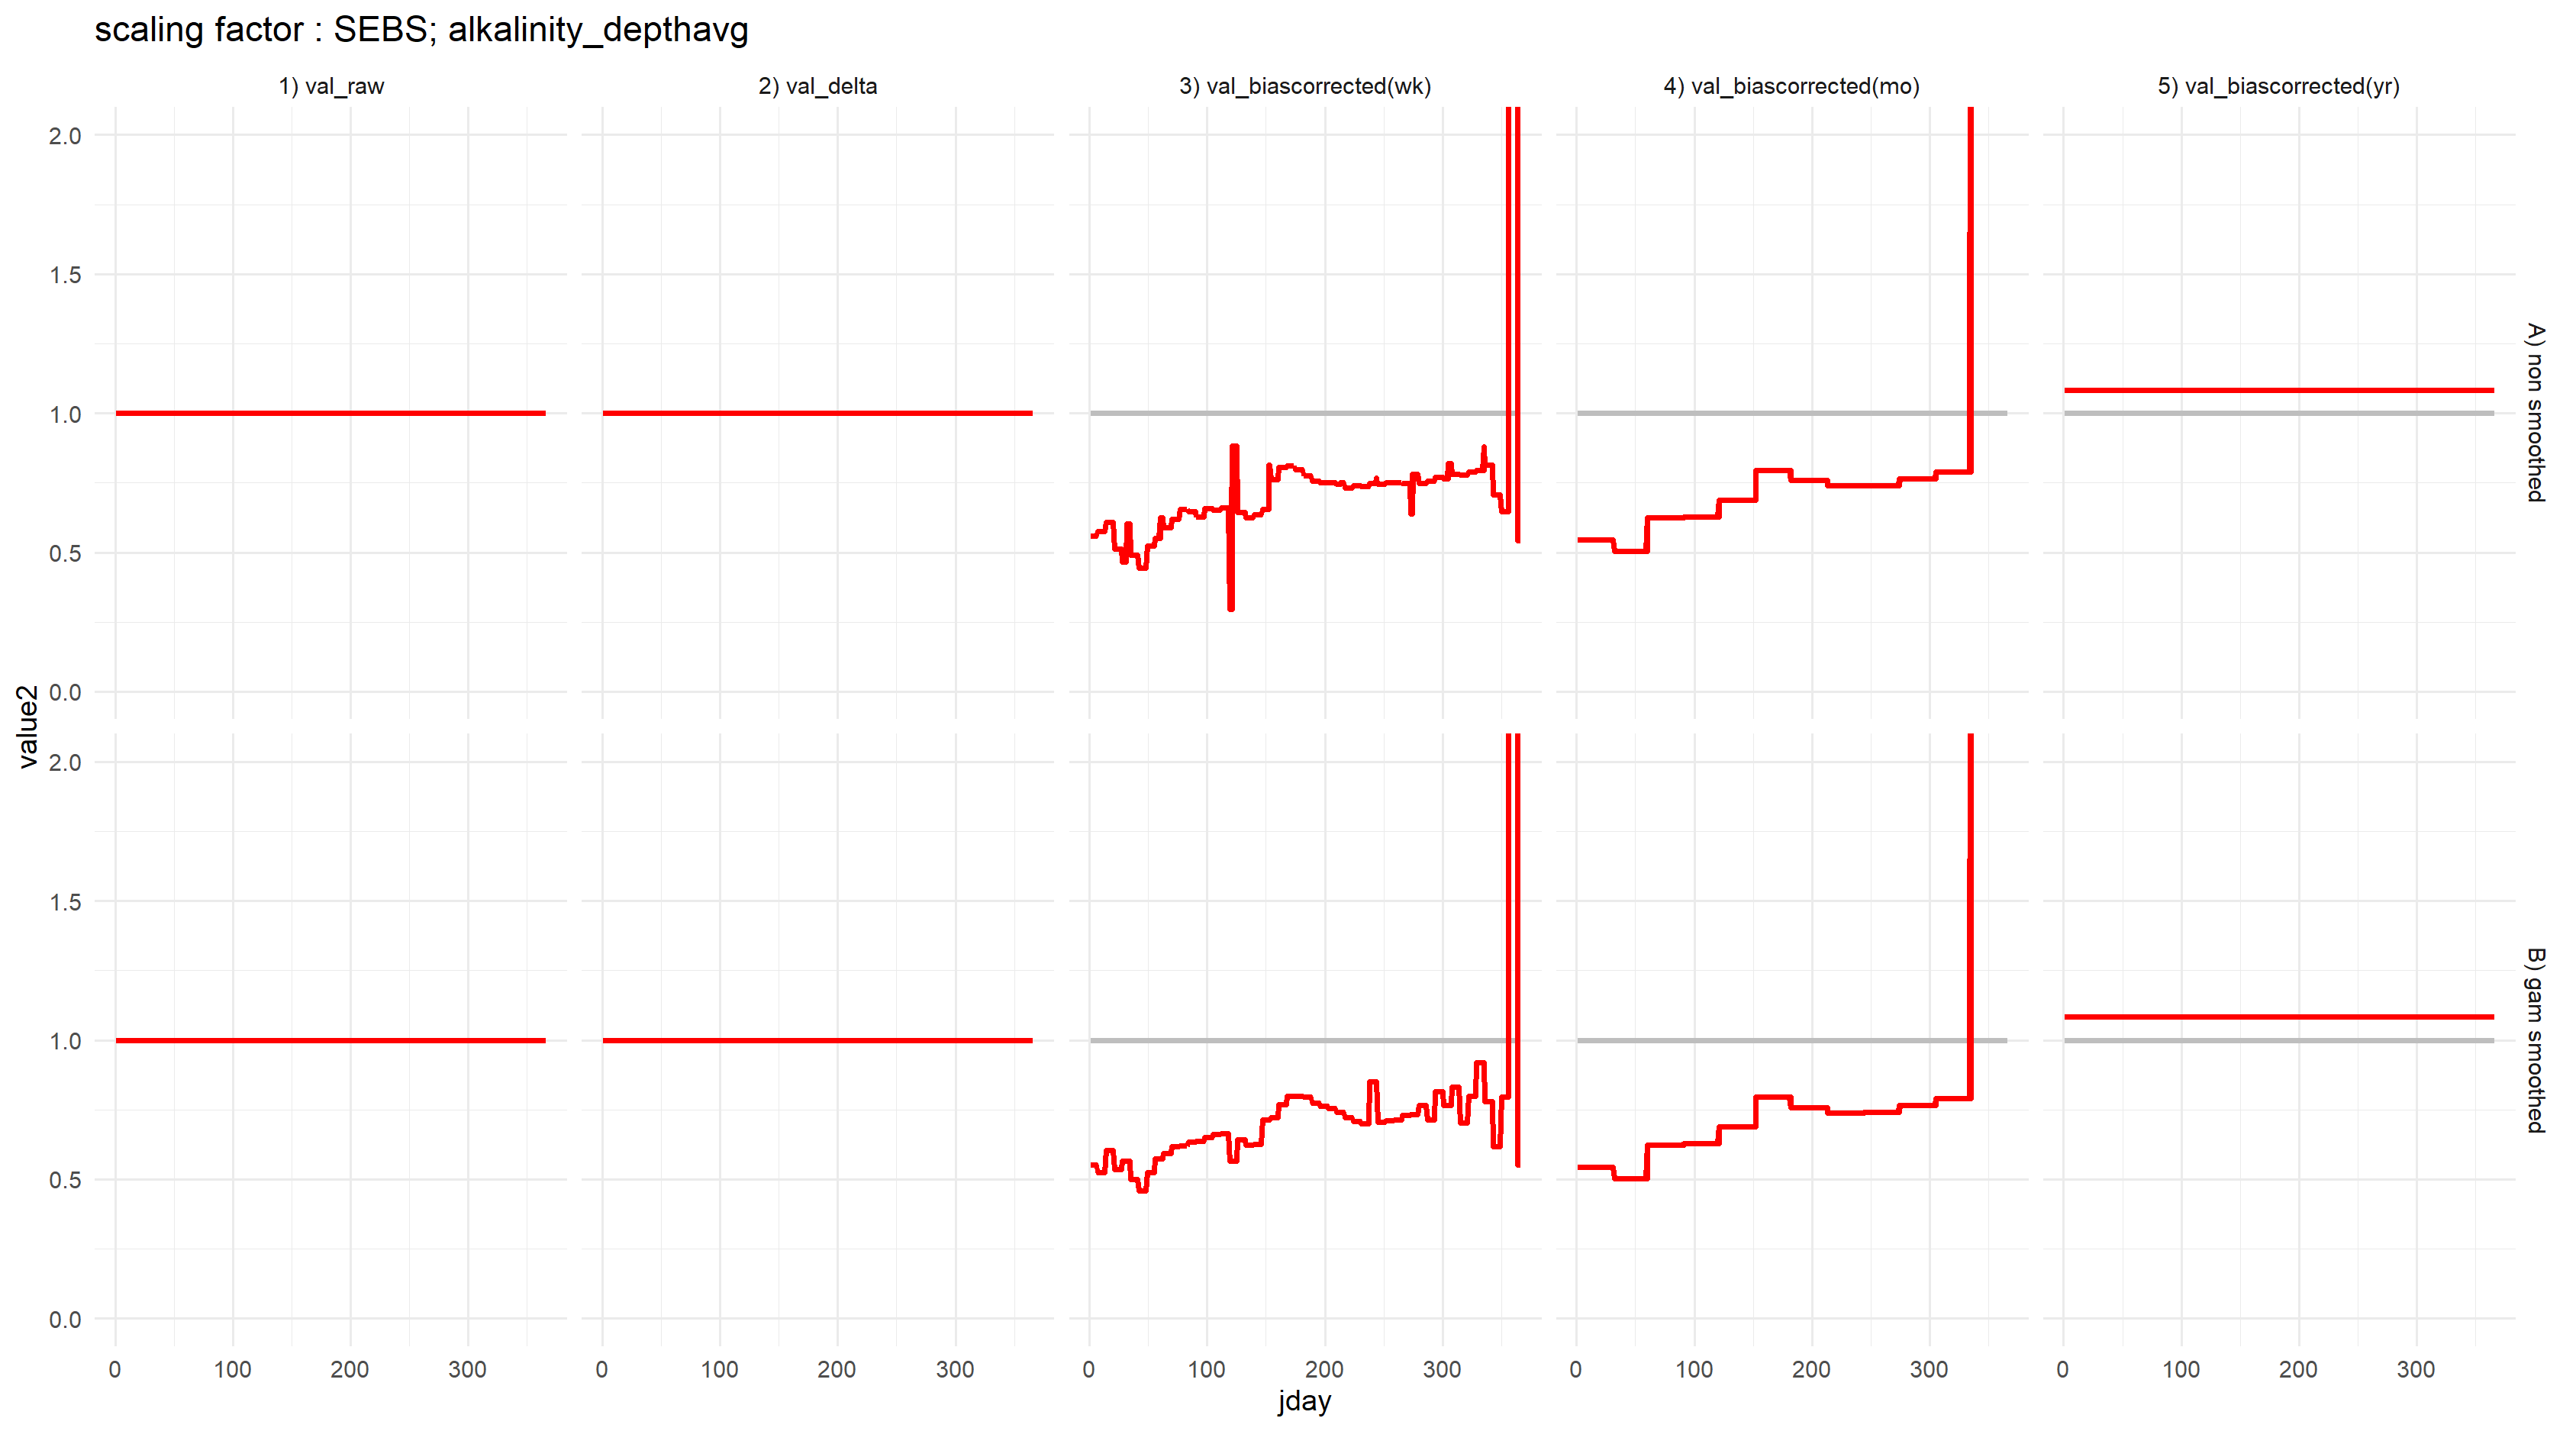 scaling factor : SEBS; alkalinity_depthavg
1) val_raw
2) val_delta
3) val_biascorrected(wk)
4) val_biascorrected(mo)
5) val_biascorrected(yr)
2.0
1.5
1.0
0.5
0.0
A) non smoothed
value2
2.0
1.5
1.0
0.5
0.0
B) gam smoothed
0 100 200 300
0 100 200 300
0 100 200 300
0 100 200 300
0 100 200 300
jday